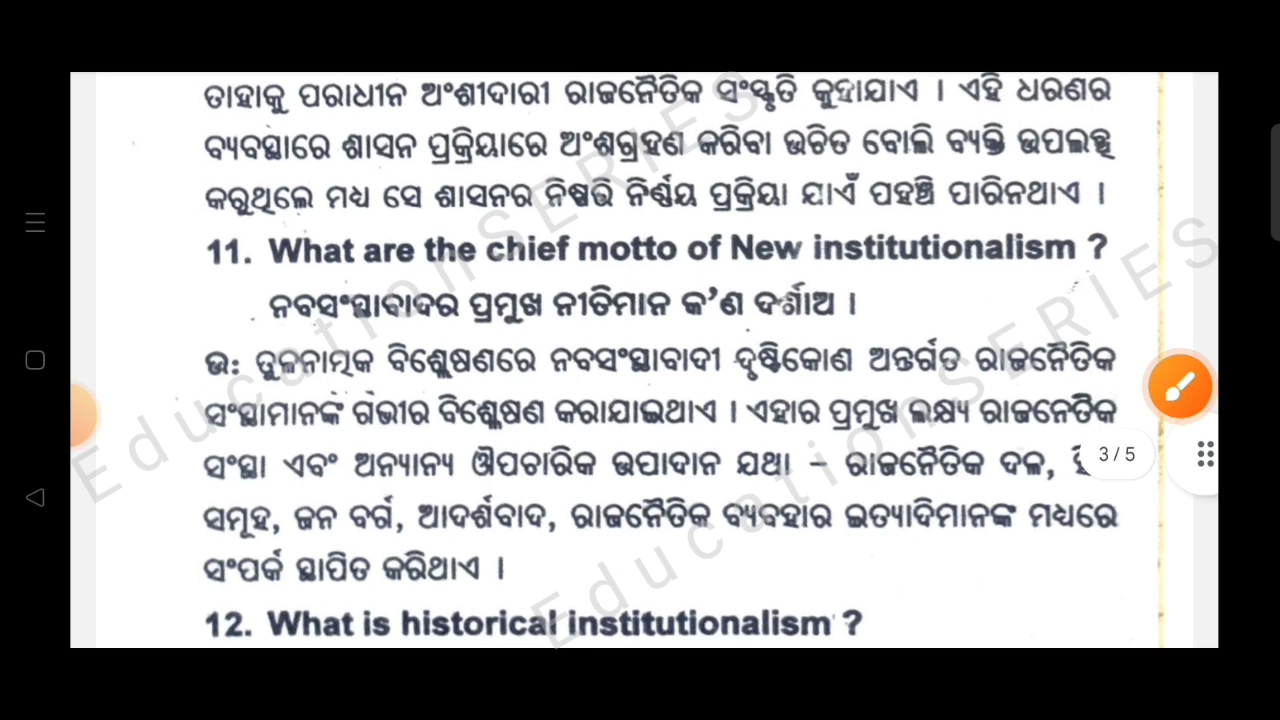 ତାହାକୁ ପରାଧୀନ ଅଂଶୀଦାରୀ ରାଜନୈତିକ ସଂସ୍କୃତି କୁହାଯାଏ । ଏହି ଧରଣର
ବ୍ୟବସ୍ଥାରେ ଶାସନ ପ୍ରକ୍ରିୟାରେ ଅଂଶଗ୍ରହଣ କରିବା ଉଚିତ ବୋଲି ବ୍ୟକ୍ତି ଉପଲବ୍ଧି
କରୁଥିଲେ ମଧ୍ୟ ସେ ଶାସନର ନିଷ୍ପତ୍ତି ନିର୍ଣ୍ଣୟ ପ୍ରକ୍ରିୟା ଯାଏଁ ପହଞ୍ଚି ପାରିନଥାଏ ।
11. What are the chief motto of New institutionalism ?
ନବସଂସ୍ଥାବାଦର ପ୍ରମୁଖ ନୀତିମାନ କ'ଣ ଦର୍ଶାଅ ।
ଉ: ତୁଳନାତ୍ମକ ବିଶ୍ଳେଷଣରେ ନବସଂସ୍ଥାବାଦୀ ଦୃଷ୍ଟିକୋଣ ଅନ୍ତର୍ଗତ ରାଜନୈତିକ
ସଂସ୍ଥାମାନଙ୍କ ଗଭୀର ବିଶ୍ଳେଷଣ କରାଯାଇଥାଏ । ଏହାର ପ୍ରମୁଖ ଲକ୍ଷ୍ୟ ରାଜନେତିକ
ସଂସ୍ଥା ଏବଂ ଅନ୍ୟାନ୍ୟ ଔପଚାରିକ ଉପାଦାନ ଯଥା – ରାଜନୈତିକ ଦଳ, 3 / 5
ସମୂହ, ଜନ ବର୍ଗ, ଆଦର୍ଶବାଦ, ରାଜନୈତିକ ବ୍ୟବହାର ଇତ୍ୟାଦିମାନଙ୍କ ମଧ୍ୟରେ
ସଂପର୍କ ସ୍ଥାପିତ କରିଥାଏ ।
12. What is historical institutionalism ?
Education SERIES
Education SERIES